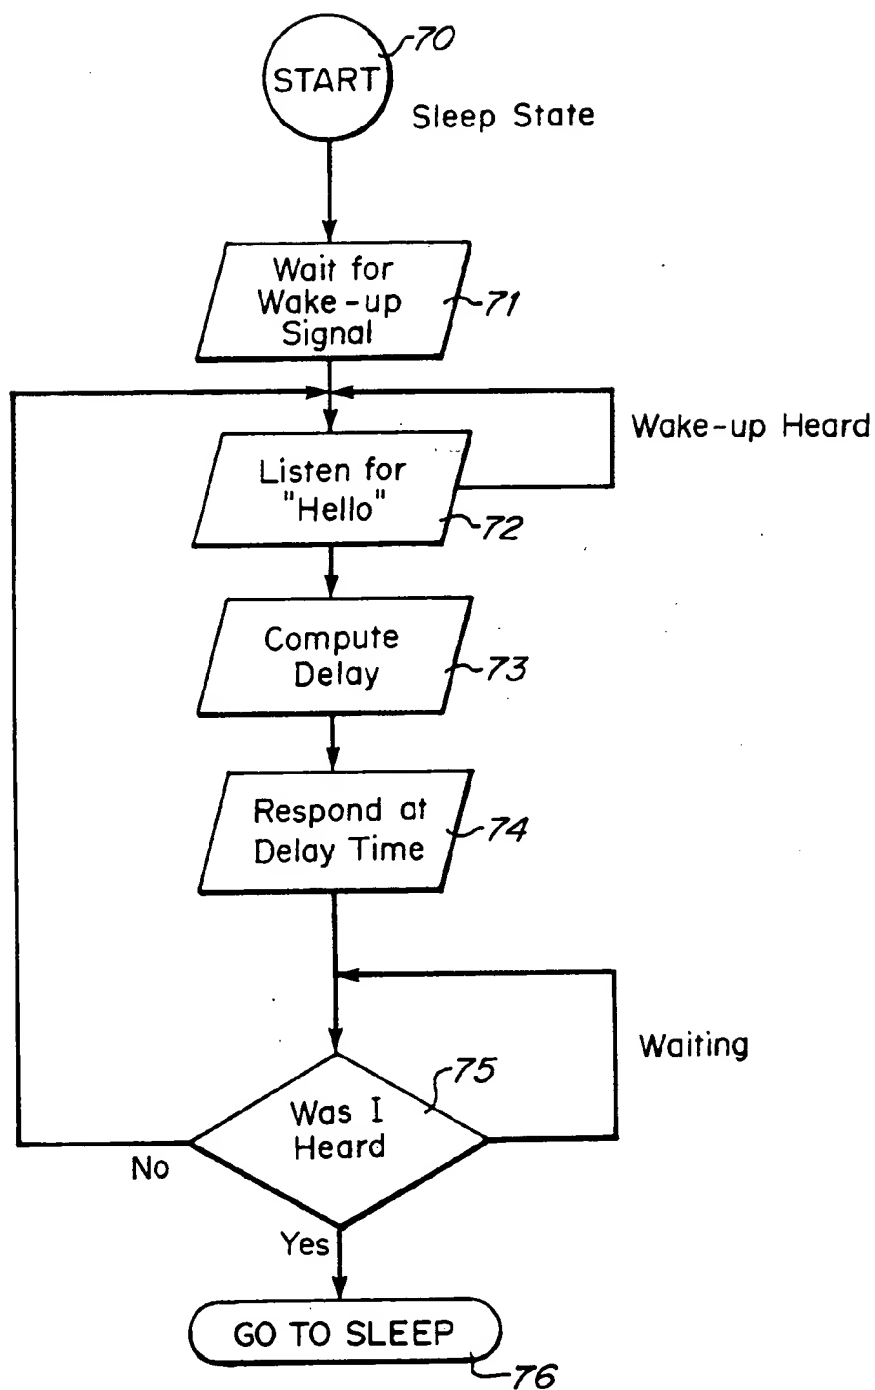 70
START
Sleep State
Wait for
Wake-up
Signal
71
Wake-up Heard
Listen for
"Hello"
72
Compute
Delay
73
Respond at
Delay Time
74
Waiting
75
Was I
Heard
No
Yes
GO TO SLEEP
76